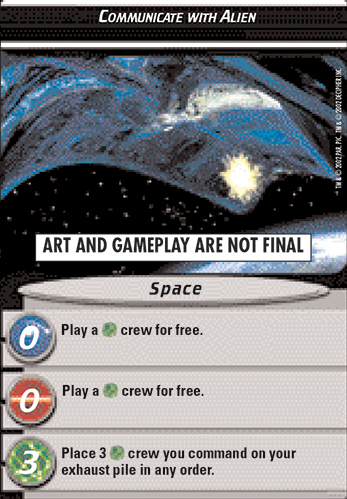 Communicate with Alien
™ & © 2002 PAR. PIC. TM & © 2002 DECIPHER INC.
ART AND GAMEPLAY ARE NOT FINAL
Space
0
Play a crew for free.
0
Play a crew for free.
3
Place 3 crew you command on your
exhaust pile in any order.